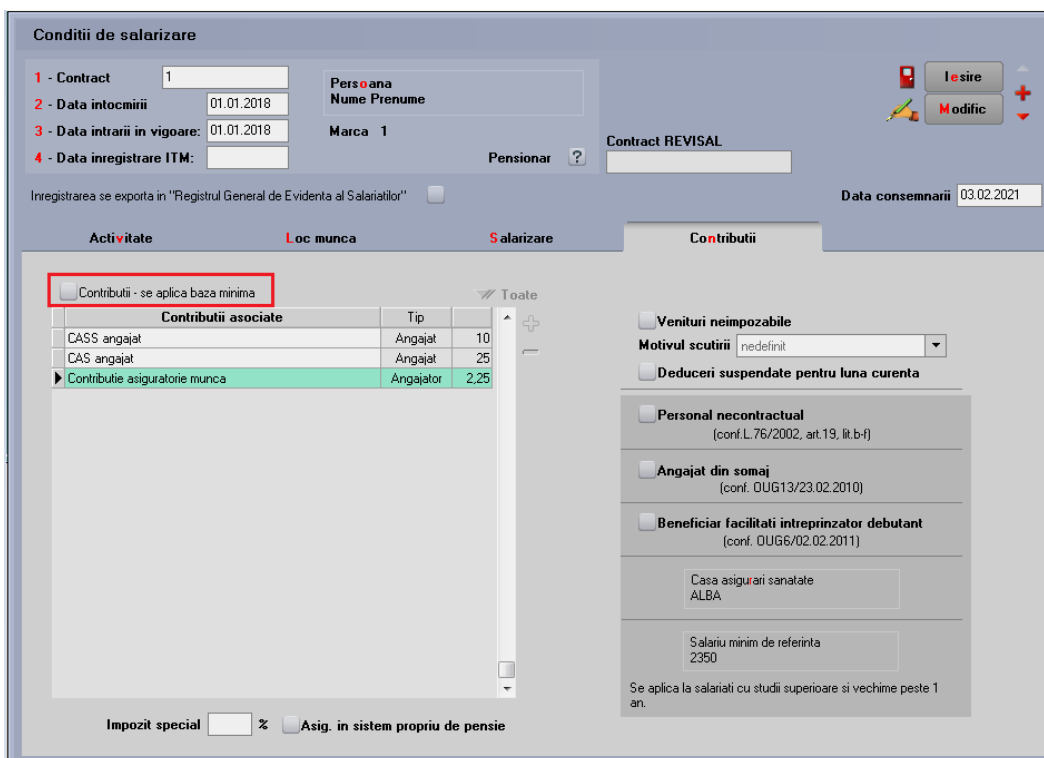 Conditii de salarizare
1 - Contract 1
2 - Data intocmirii 01.01.2018
3 - Data intrarii in vigoare: 01.01.2018
4 - Data inregistrare ITM:
Persoana
Nume Prenume
Marca 1
Pensionar ?
Iesire
Modific
Contract REVISAL
Inregistrarea se exporta in "Registrul General de Evidenta al Salariatilor"
Data consemnarii 03.02.2021
Activitate Loc munca Salarizare Contributii
Contributii - se aplica baza minima
Toate
Contributii asociate Tip
CASS angajat Angajat 10
CAS angajat Angajat 25
Contributie asiguratorie munca Angajator 2,25
Impozit special % Asig. in sistem propriu de pensie
Venituri neimpozabile
Motivul scutirii nedefinit
Deduceri suspendate pentru luna curenta
Personal necontractual
(conf.L.76/2002, art.19, lit.b-f)
Angajat din somaj
(conf. OUG13/23.02.2010)
Beneficiar facilitati intreprinzator debutant
(conf. OUG6/02.02.2011)
Casa asigurari sanatate
ALBA
Salariu minim de referinta
2350
Se aplica la salariati cu studii superioare si vechime peste 1
an.